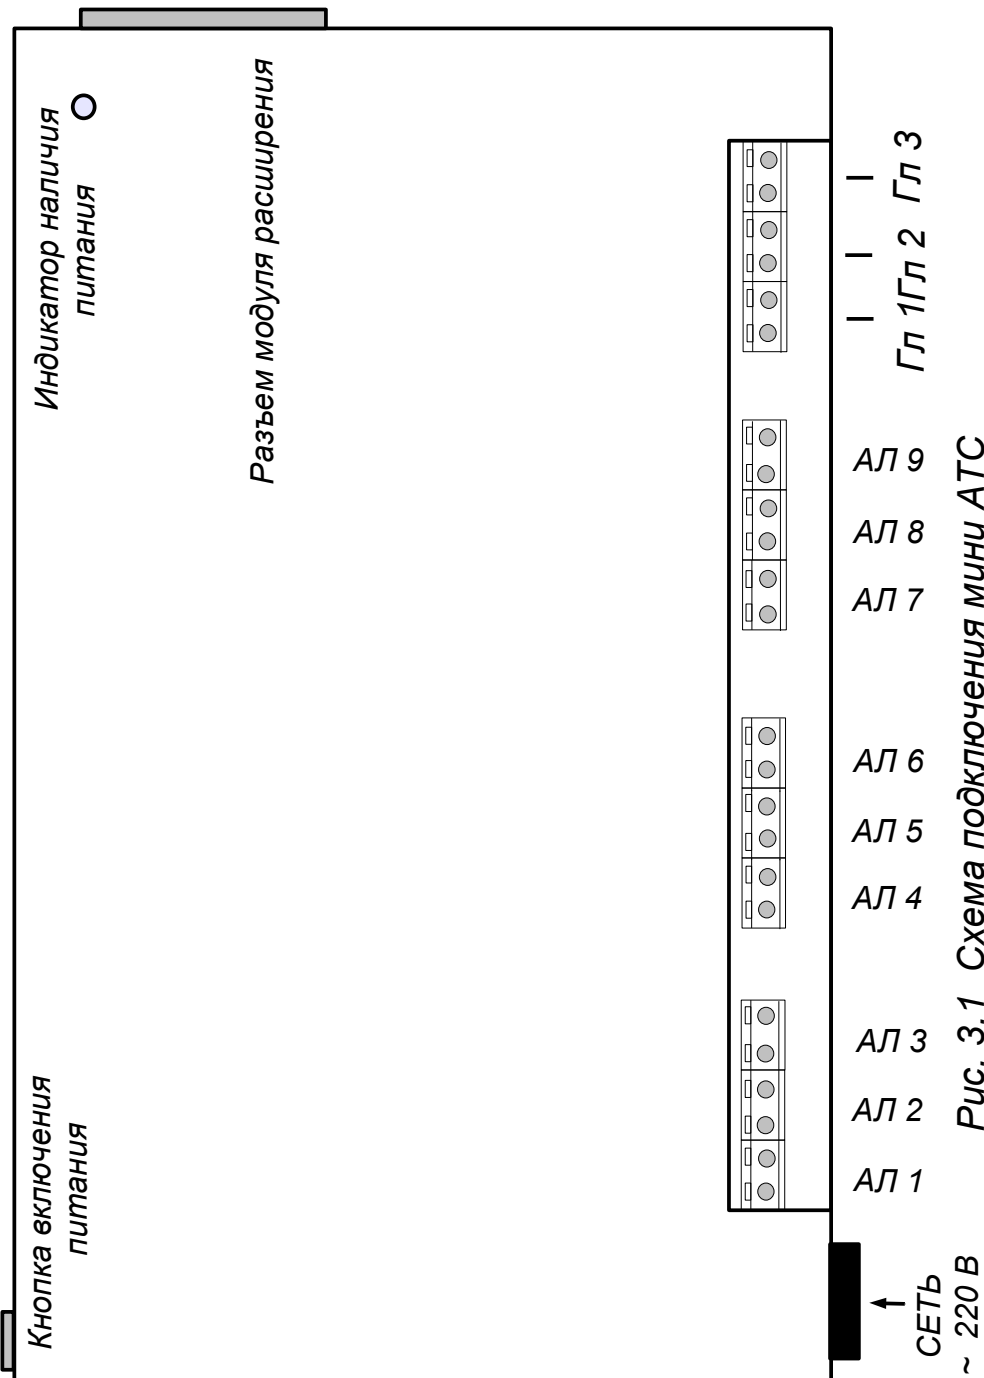 Индикатор наличия
питания
Разъем модуля расширения
Кнопка включения
питания
Гл 3
Гл 2
Гл 1
АЛ 9
АЛ 8
АЛ 7
АЛ 6
АЛ 5
АЛ 4
АЛ 3
АЛ 2
АЛ 1
СЕТЬ
~ 220 В
Рис. 3.1 Схема подключения мини АТС